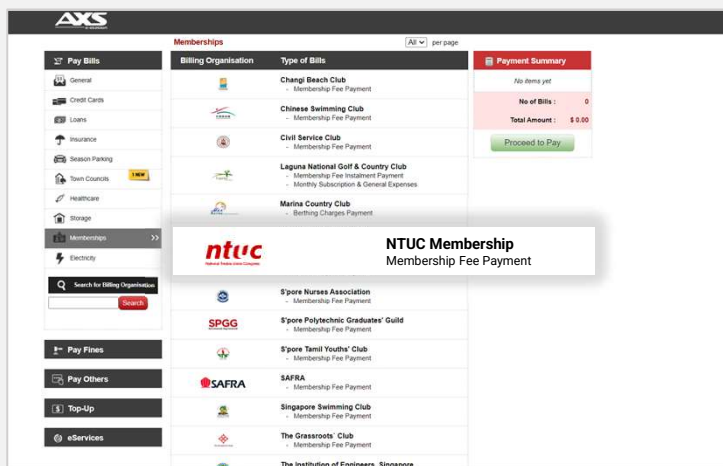 AXS
Memberships
All
per page
Pay Bills
General
Credit Cards
Loans
Insurance
Season Parking
Town Councils
1 NEW
Healthcare
Storage
Memberships >>
Electricity
Search for Billing Organisation
Search
Pay Fines
Pay Others
Top-Up
eServices
Billing Organisation
Type of Bills
Changi Beach Club
- Membership Fee Payment
Chinese Swimming Club
- Membership Fee Payment
Civil Service Club
- Membership Fee Payment
Laguna National Golf & Country Club
- Membership Fee Instalment Payment
- Monthly Subscription & General Expenses
Marina Country Club
- Berthing Charges Payment
ntuc
National Trades Union Congress
NTUC Membership
Membership Fee Payment
S'pore Nurses Association
- Membership Fee Payment
SPGG
S'pore Polytechnic Graduates' Guild
- Membership Fee Payment
S'pore Tamil Youths' Club
- Membership Fee Payment
SAFRA
SAFRA
- Membership Fee Payment
Singapore Swimming Club
- Membership Fee Payment
The Grassroots' Club
- Membership Fee Payment
The Institution of Engineers, Singapore
Payment Summary
No items yet
No of Bills : 0
Total Amount : $ 0.00
Proceed to Pay